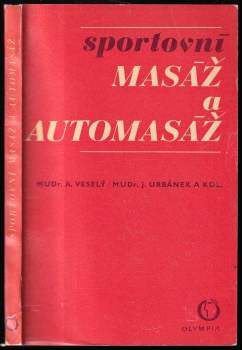 sportovní
MASÁŽ
a
AUTOMASÁŽ
MUDr. A. VESELÝ / MUDr. J. URBÁNEK A KOL.
OLYMPIA
SPORTOVNÍ MASÁŽ A AUTOMASÁŽ